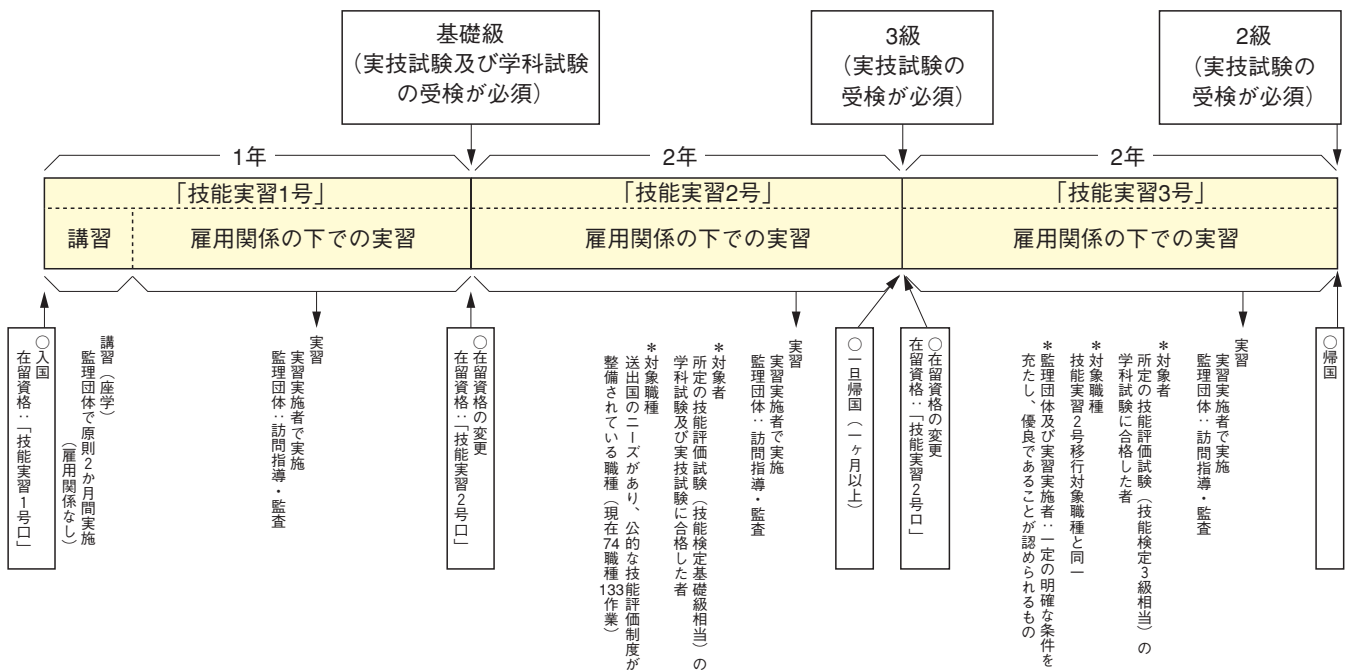 基礎級
（実技試験及び学科試験
の受検が必須）
3級
（実技試験の
受検が必須）
2級
（実技試験の
受検が必須）
1年
2年
2年
「技能実習1号」
「技能実習2号」
「技能実習3号」
講習
雇用関係の下での実習
雇用関係の下での実習
雇用関係の下での実習
○入国
在留資格：「技能実習1号ロ」
講習（座学）
監理団体で原則2か月間実施
（雇用関係なし）
実習
実習実施者で実施
監理団体：訪問指導・監査
○在留資格の変更
在留資格：「技能実習2号ロ」
実習
実習実施者で実施
監理団体：訪問指導・監査
＊対象者
所定の技能評価試験（技能検定基礎級相当）の
学科試験及び実技試験に合格した者
＊対象職種
送出国のニーズがあり、公的な技能評価制度が
整備されている職種（現在74職種133作業）
○一旦帰国（一ヶ月以上）
○在留資格の変更
在留資格：「技能実習2号ロ」
実習
実習実施者で実施
監理団体：訪問指導・監査
＊対象者
所定の技能評価試験（技能検定3級相当）の
学科試験に合格した者
＊対象職種
技能実習2号移行対象職種と同一
＊監理団体及び実習実施者：一定の明確な条件を
充たし、優良であることが認められるもの
○帰国